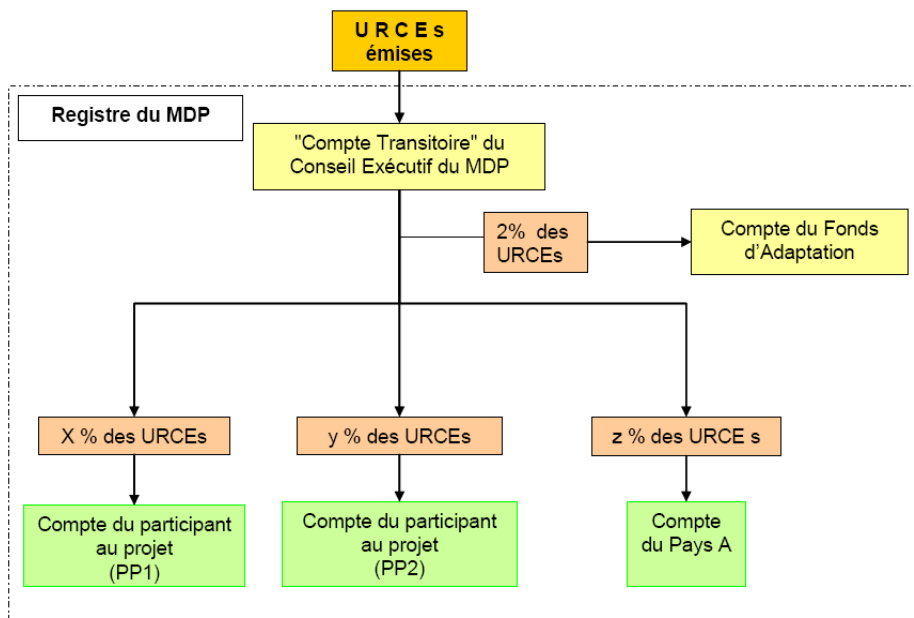 U R C E s
émises
Registre du MDP
"Compte Transitoire" du
Conseil Exécutif du MDP
2% des
URCEs
Compte du Fonds
d'Adaptation
X % des URCEs
y % des URCEs
z % des URCE s
Compte du participant
au projet
(PP1)
Compte du participant
au projet
(PP2)
Compte
du Pays A